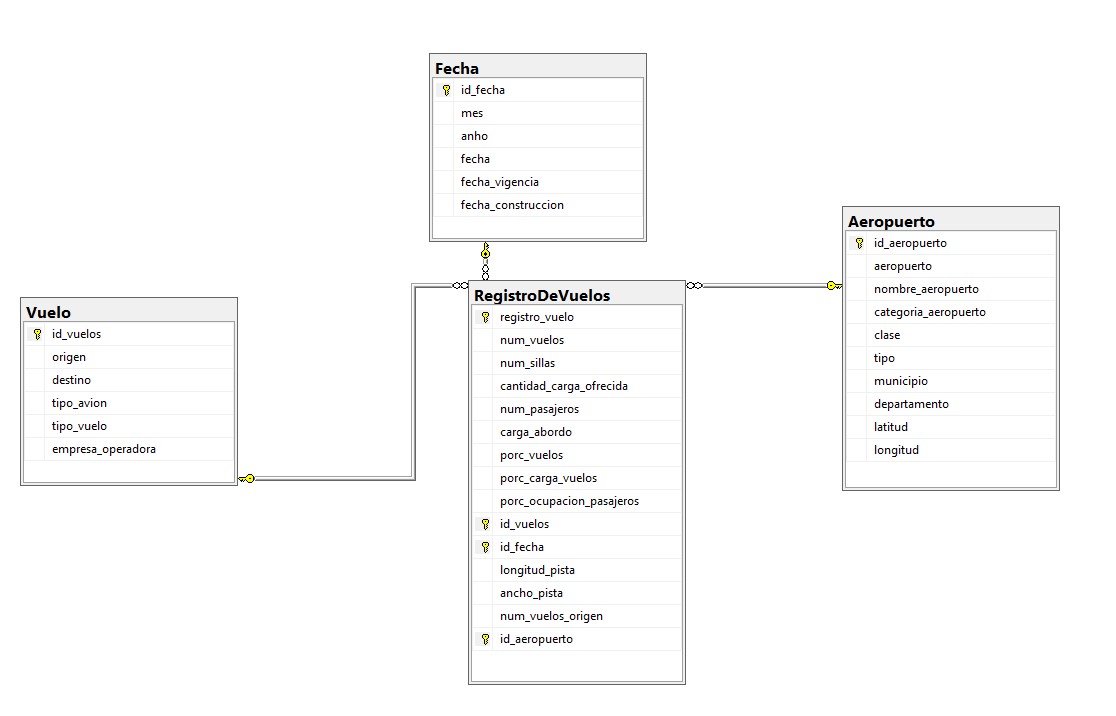 Fecha
id_fecha
mes
anho
fecha
fecha_vigencia
fecha_construccion
Aeropuerto
id_aeropuerto
aeropuerto
nombre_aeropuerto
categoria_aeropuerto
clase
tipo
municipio
departamento
latitud
longitud
RegistroDeVuelos
registro_vuelo
num_vuelos
num_sillas
cantidad_carga_ofrecida
num_pasajeros
carga_abordo
porc_vuelos
porc_carga_vuelos
porc_ocupacion_pasajeros
id_vuelos
id_fecha
longitud_pista
ancho_pista
num_vuelos_origen
id_aeropuerto
Vuelo
id_vuelos
origen
destino
tipo_avion
tipo_vuelo
empresa_operadora